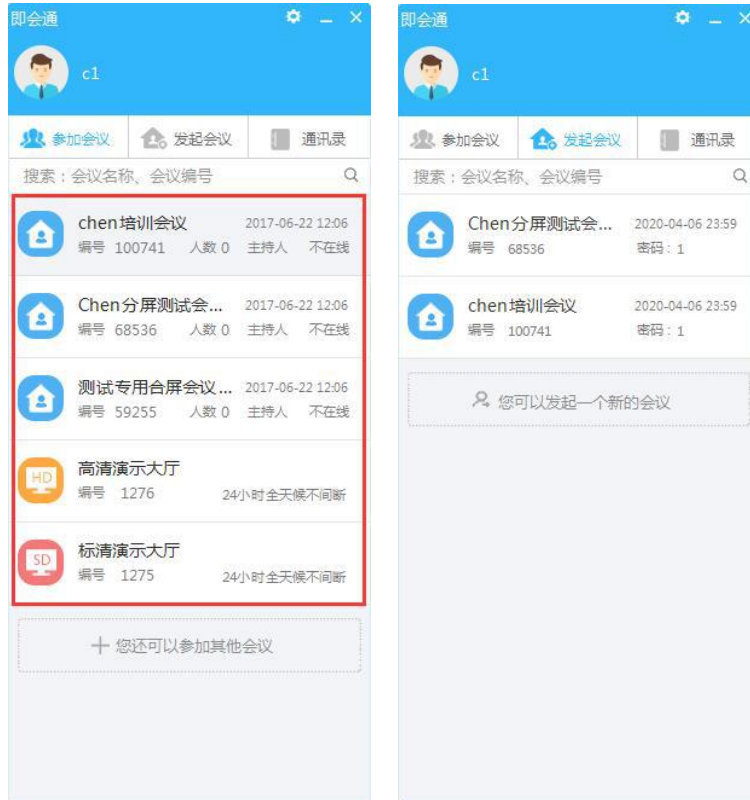 即会通
c1
参加会议 发起会议 通讯录
搜索：会议名称、会议编号
chen培训会议 2017-06-22 12:06
编号 100741 人数 0 主持人 不在线
Chen分屏测试会... 2017-06-22 12:06
编号 68536 人数 0 主持人 不在线
测试专用合屏会议... 2017-06-22 12:06
编号 59255 人数 0 主持人 不在线
HD 高清演示大厅
编号 1276 24小时全天候不间断
SD 标清演示大厅
编号 1275 24小时全天候不间断
您还可以参加其他会议
即会通
c1
参加会议 发起会议 通讯录
搜索：会议名称、会议编号
Chen分屏测试会... 2020-04-06 23:59
编号 68536 密码：1
chen培训会议 2020-04-06 23:59
编号 100741 密码：1
您可以发起一个新的会议